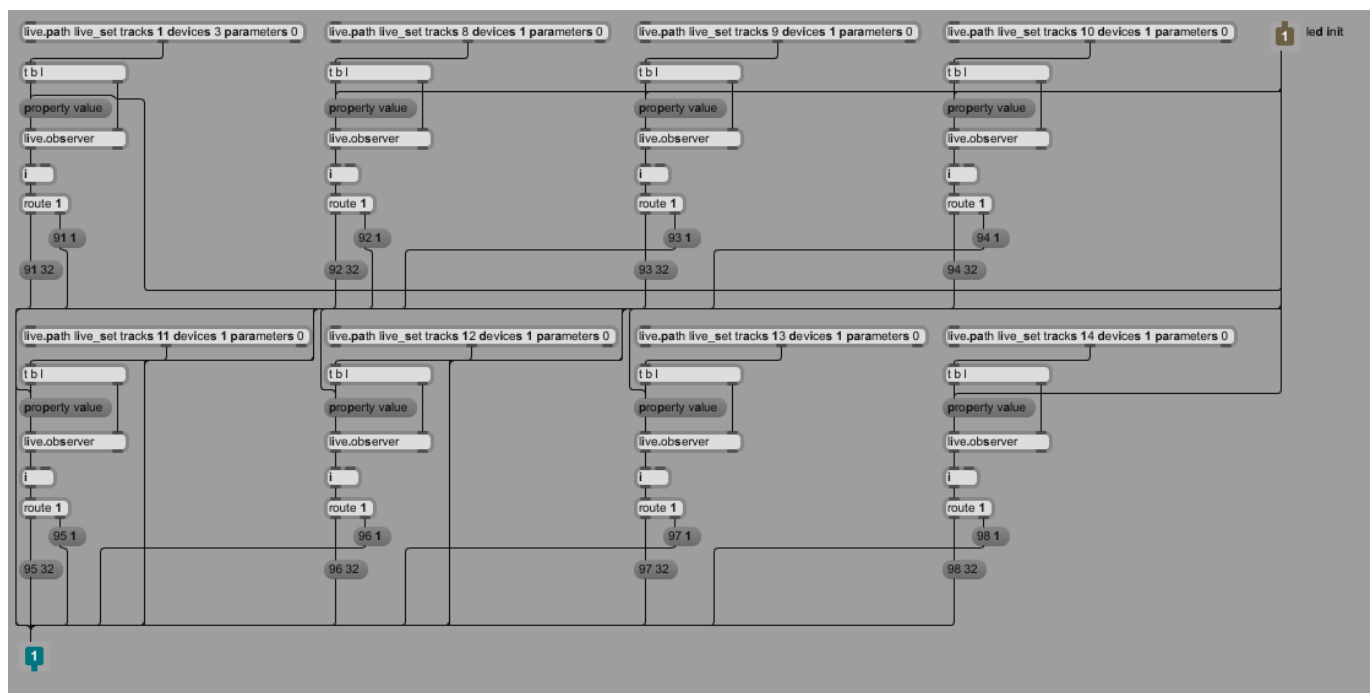 live.path live_set tracks 1 devices 3 parameters 0
live.path live_set tracks 8 devices 1 parameters 0
live.path live_set tracks 9 devices 1 parameters 0
live.path live_set tracks 10 devices 1 parameters 0
1
led init
t b l
t b l
t b l
t b l
property value
property value
property value
property value
live.observer
live.observer
live.observer
live.observer
i
i
i
i
route 1
route 1
route 1
route 1
91 1
92 1
93 1
94 1
91 32
92 32
93 32
94 32
live.path live_set tracks 11 devices 1 parameters 0
live.path live_set tracks 12 devices 1 parameters 0
live.path live_set tracks 13 devices 1 parameters 0
live.path live_set tracks 14 devices 1 parameters 0
t b l
t b l
t b l
t b l
property value
property value
property value
property value
live.observer
live.observer
live.observer
live.observer
i
i
i
i
route 1
route 1
route 1
route 1
95 1
96 1
97 1
98 1
95 32
96 32
97 32
98 32
1